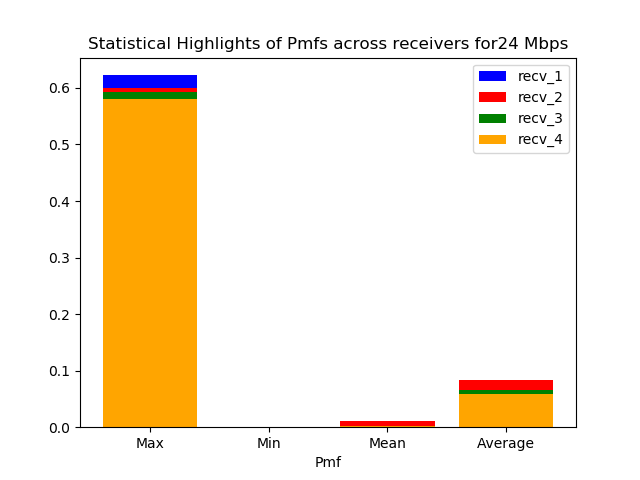 Statistical Highlights of Pmfs across receivers for24 Mbps
recv_1
recv_2
recv_3
recv_4
0.6
0.5
0.4
0.3
0.2
0.1
0.0
Max Min Mean Average
Pmf